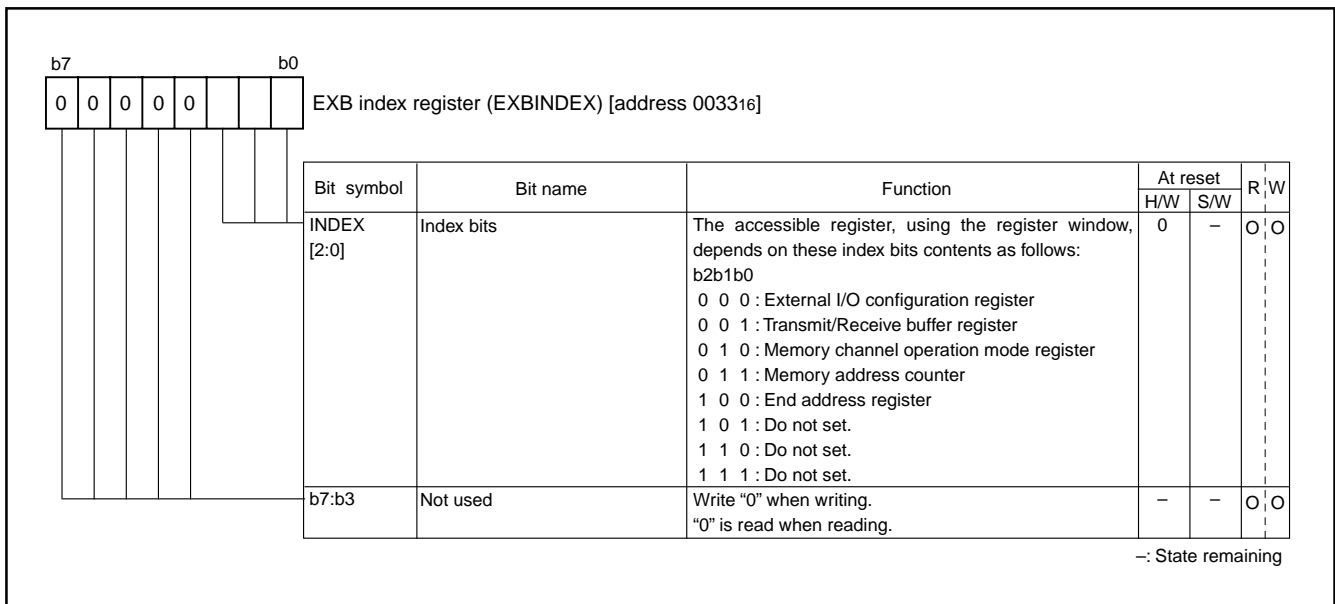 b7 b0
0 0 0 0 0 EXB index register (EXBINDEX) [address 003316]
Bit symbol Bit name Function At reset R W
H/W S/W
INDEX Index bits The accessible register, using the register window, 0 – O O
[2:0] depends on these index bits contents as follows:
b2b1b0
0 0 0 : External I/O configuration register
0 0 1 : Transmit/Receive buffer register
0 1 0 : Memory channel operation mode register
0 1 1 : Memory address counter
1 0 0 : End address register
1 0 1 : Do not set.
1 1 0 : Do not set.
1 1 1 : Do not set.
b7:b3 Not used Write “0” when writing. – – O O
“0” is read when reading.
–: State remaining